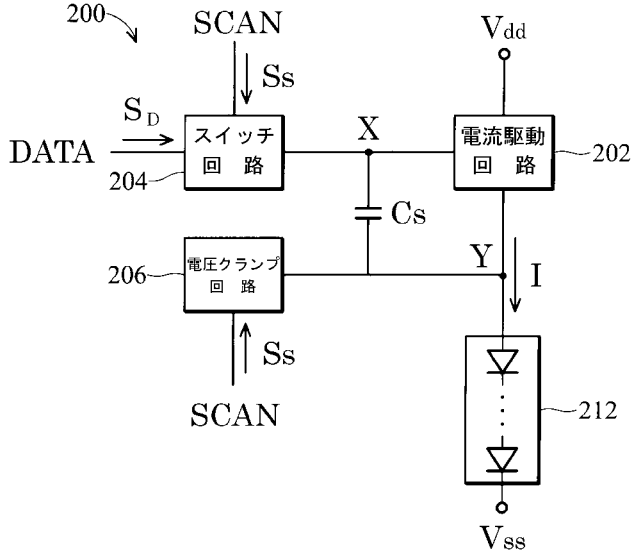 200
SCAN
Ss
Vdd
SD
DATA
スイッチ
回 路
204
X
電流駆動
回 路
202
Cs
206
電圧クランプ
回 路
Y
I
Ss
SCAN
212
Vss